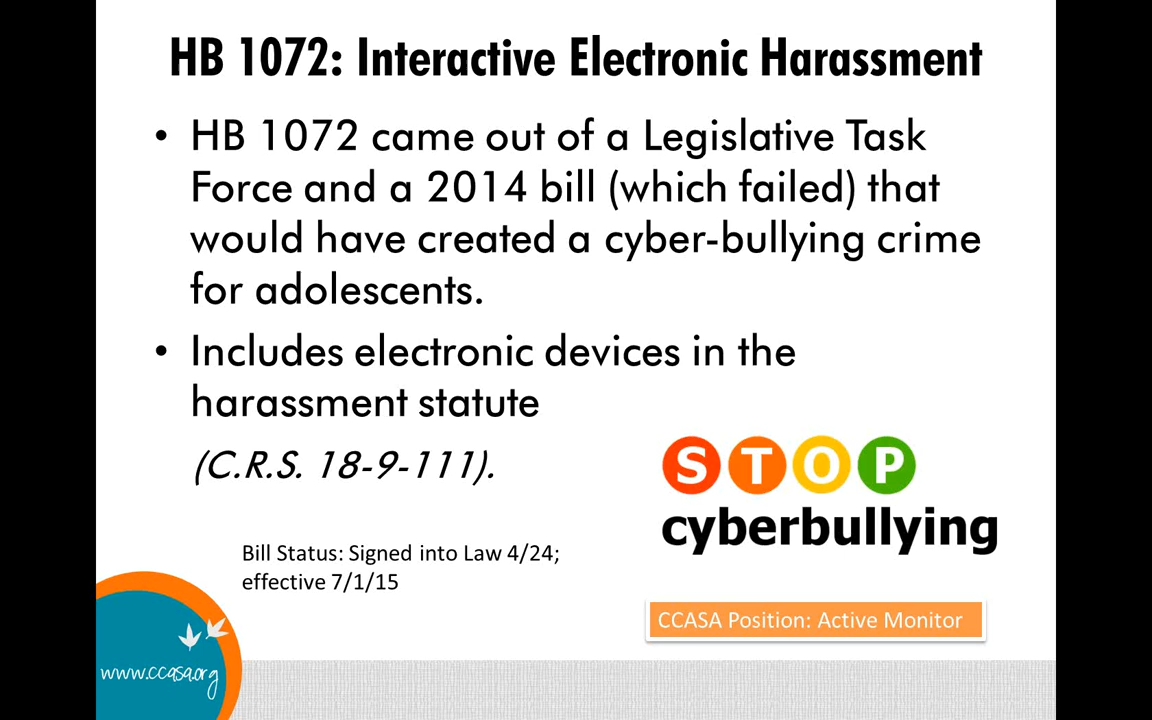 HB 1072: Interactive Electronic Harassment
• HB 1072 came out of a Legislative Task
Force and a 2014 bill (which failed) that
would have created a cyber-bullying crime
for adolescents.
• Includes electronic devices in the
harassment statute
(C.R.S. 18-9-111).
STOP
cyberbullying
Bill Status: Signed into Law 4/24;
effective 7/1/15
CCASA Position: Active Monitor
www.ccasa.org